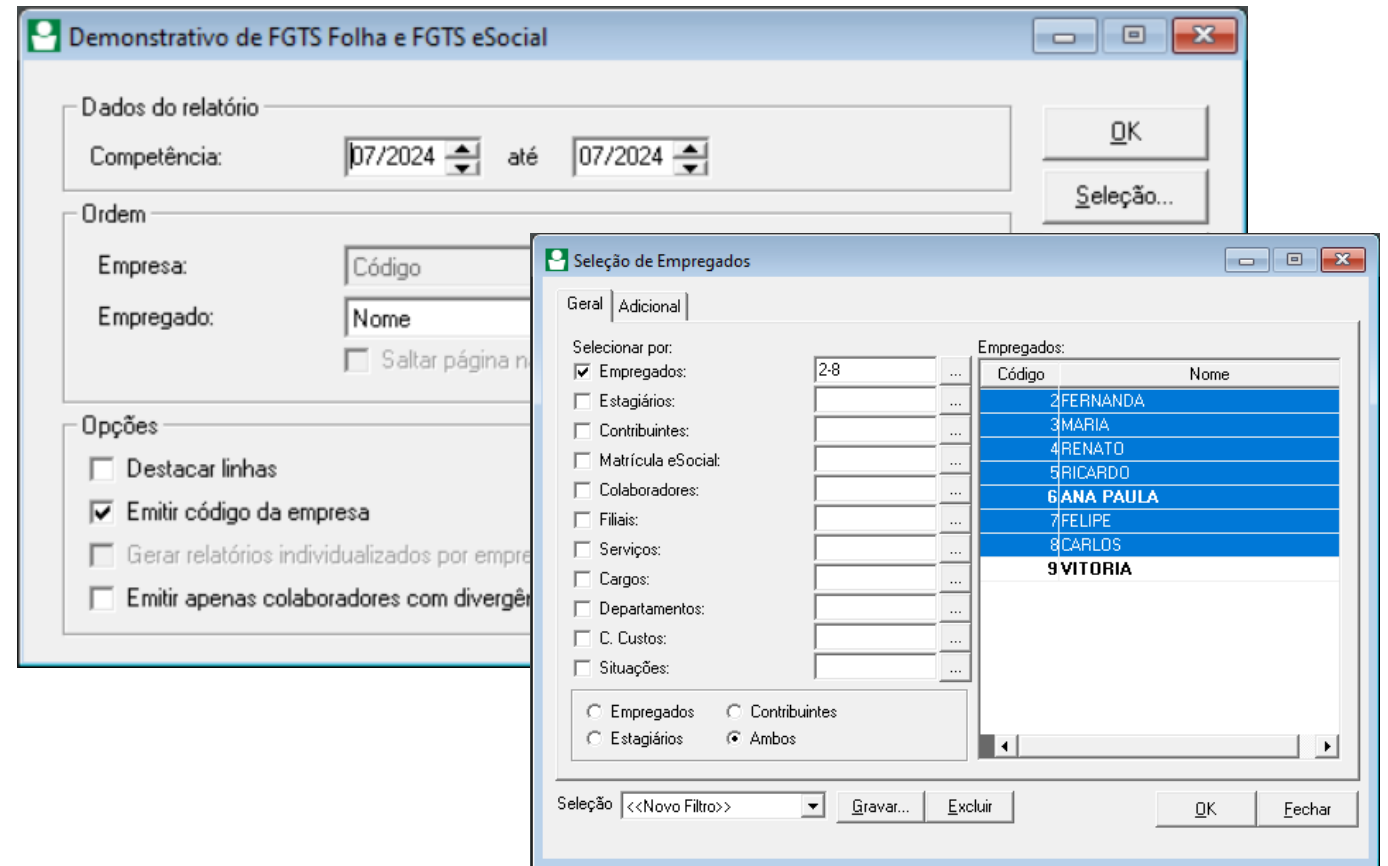 Demonstrativo de FGTS Folha e FGTS eSocial
Dados do relatório
Competência: 07/2024 até 07/2024
OK
Seleção...
Ordem
Empresa: Código
Empregado: Nome
Saltar página
Opções
Destacar linhas
Emitir código da empresa
Gerar relatórios individualizados por
Emitir apenas colaboradores com
Seleção de Empregados
Geral Adicional
Selecionar por:
Empregados: 2-8 ...
Estagiários: ...
Contribuintes: ...
Matrícula eSocial: ...
Colaboradores: ...
Filiais: ...
Serviços: ...
Cargos: ...
Departamentos: ...
C. Custos: ...
Situações: ...
Empregados Contribuintes
Estagiários Ambos
Empregados:
Código Nome
2 FERNANDA
3 MARIA
4 RENATO
5 RICARDO
6 ANA PAULA
7 FELIPE
8 CARLOS
9 VITORIA
Seleção <<Novo Filtro>> Gravar... Excluir OK Fechar